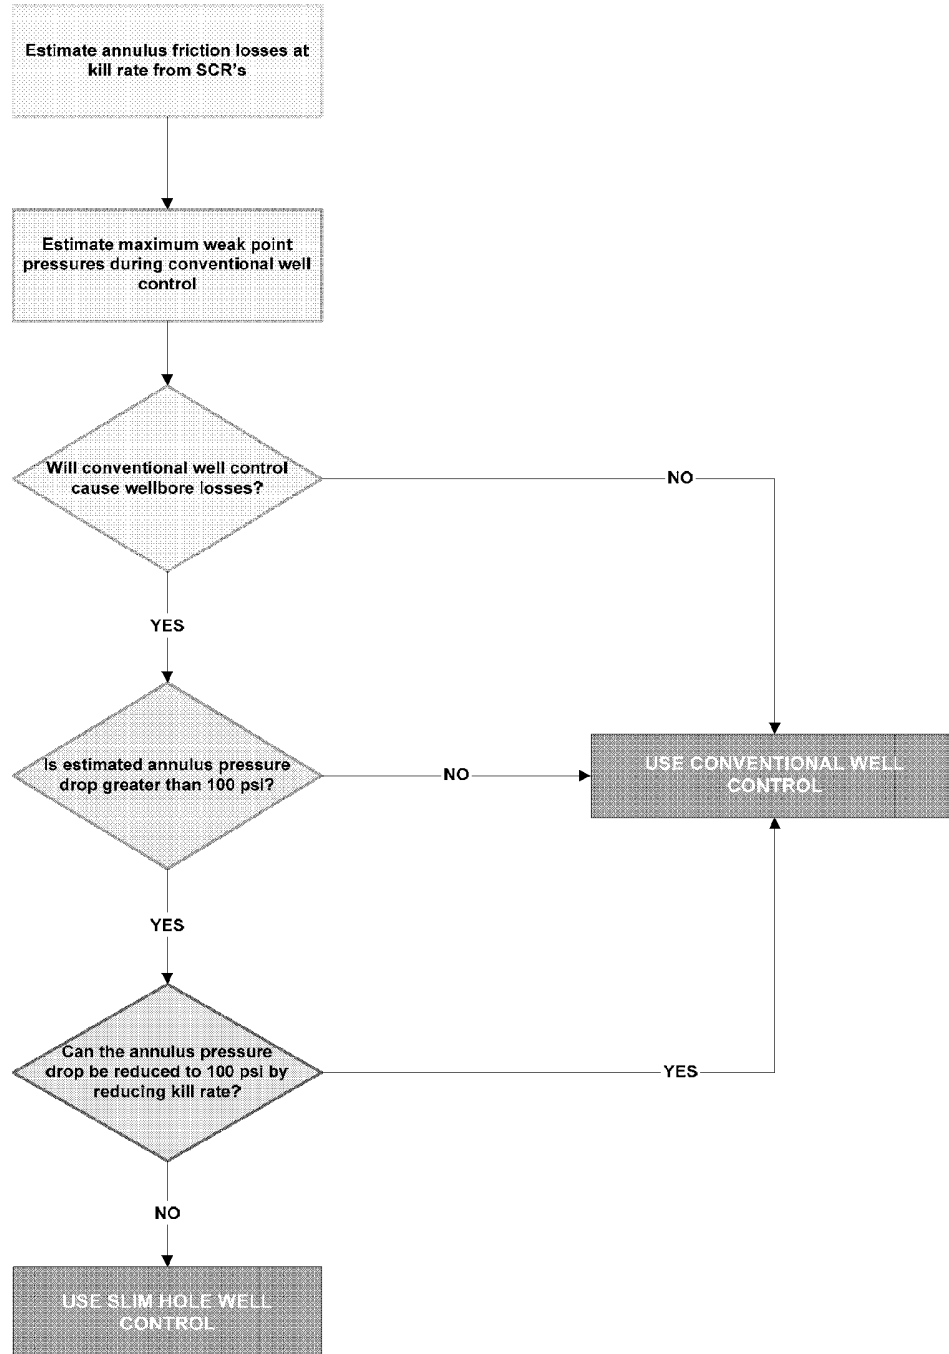 Estimate annulus friction losses at
kill rate from SCR's
Estimate maximum weak point
pressures during conventional well
control
Will conventional well control
cause wellbore losses?
NO
YES
Is estimated annulus pressure
drop greater than 100 psi?
NO
USE CONVENTIONAL WELL
CONTROL
YES
Can the annulus pressure
drop be reduced to 100 psi by
reducing kill rate?
YES
NO
USE SLIM HOLE WELL
CONTROL